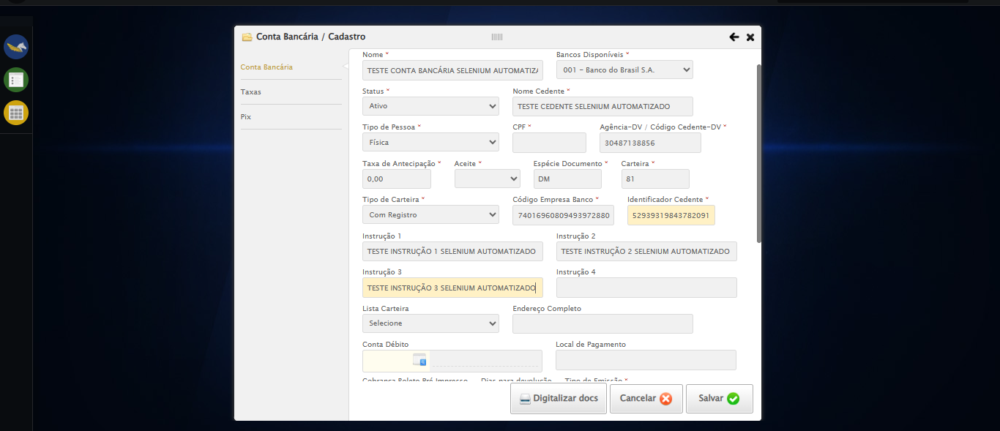 Conta Bancária / Cadastro
Conta Bancária
Taxas
Pix
Nome *
Bancos Disponíveis *
TESTE CONTA BANCÁRIA SELENIUM AUTOMATIZA
001 - Banco do Brasil S.A.
Status *
Nome Cedente *
Ativo
TESTE CEDENTE SELENIUM AUTOMATIZADO
Tipo de Pessoa *
CPF *
Agência-DV / Código Cedente-DV *
Física
30487138856
Taxa de Antecipação *
Aceite *
Espécie Documento *
Carteira *
0,00
DM
81
Tipo de Carteira *
Código Empresa Banco *
Identificador Cedente *
Com Registro
74016960809493972880
52939319843782091
Instrução 1
Instrução 2
TESTE INSTRUÇÃO 1 SELENIUM AUTOMATIZADO
TESTE INSTRUÇÃO 2 SELENIUM AUTOMATIZADO
Instrução 3
Instrução 4
TESTE INSTRUÇÃO 3 SELENIUM AUTOMATIZADO
Lista Carteira
Endereço Completo
Selecione
Conta Débito
Local de Pagamento
Cobrança Boleto Pré Impresso
Dias para devolução
Tipo de Emissão *
Digitalizar docs
Cancelar
Salvar